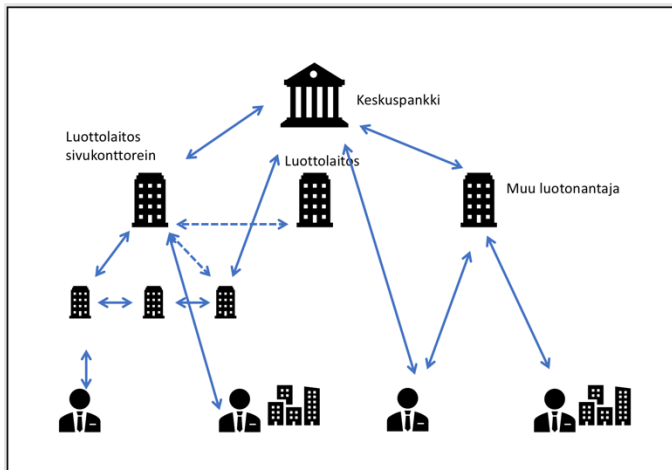 Keskuspankki
Luottolaitos
sivukonttorein
Luottolaitos
Muu luotonantaja